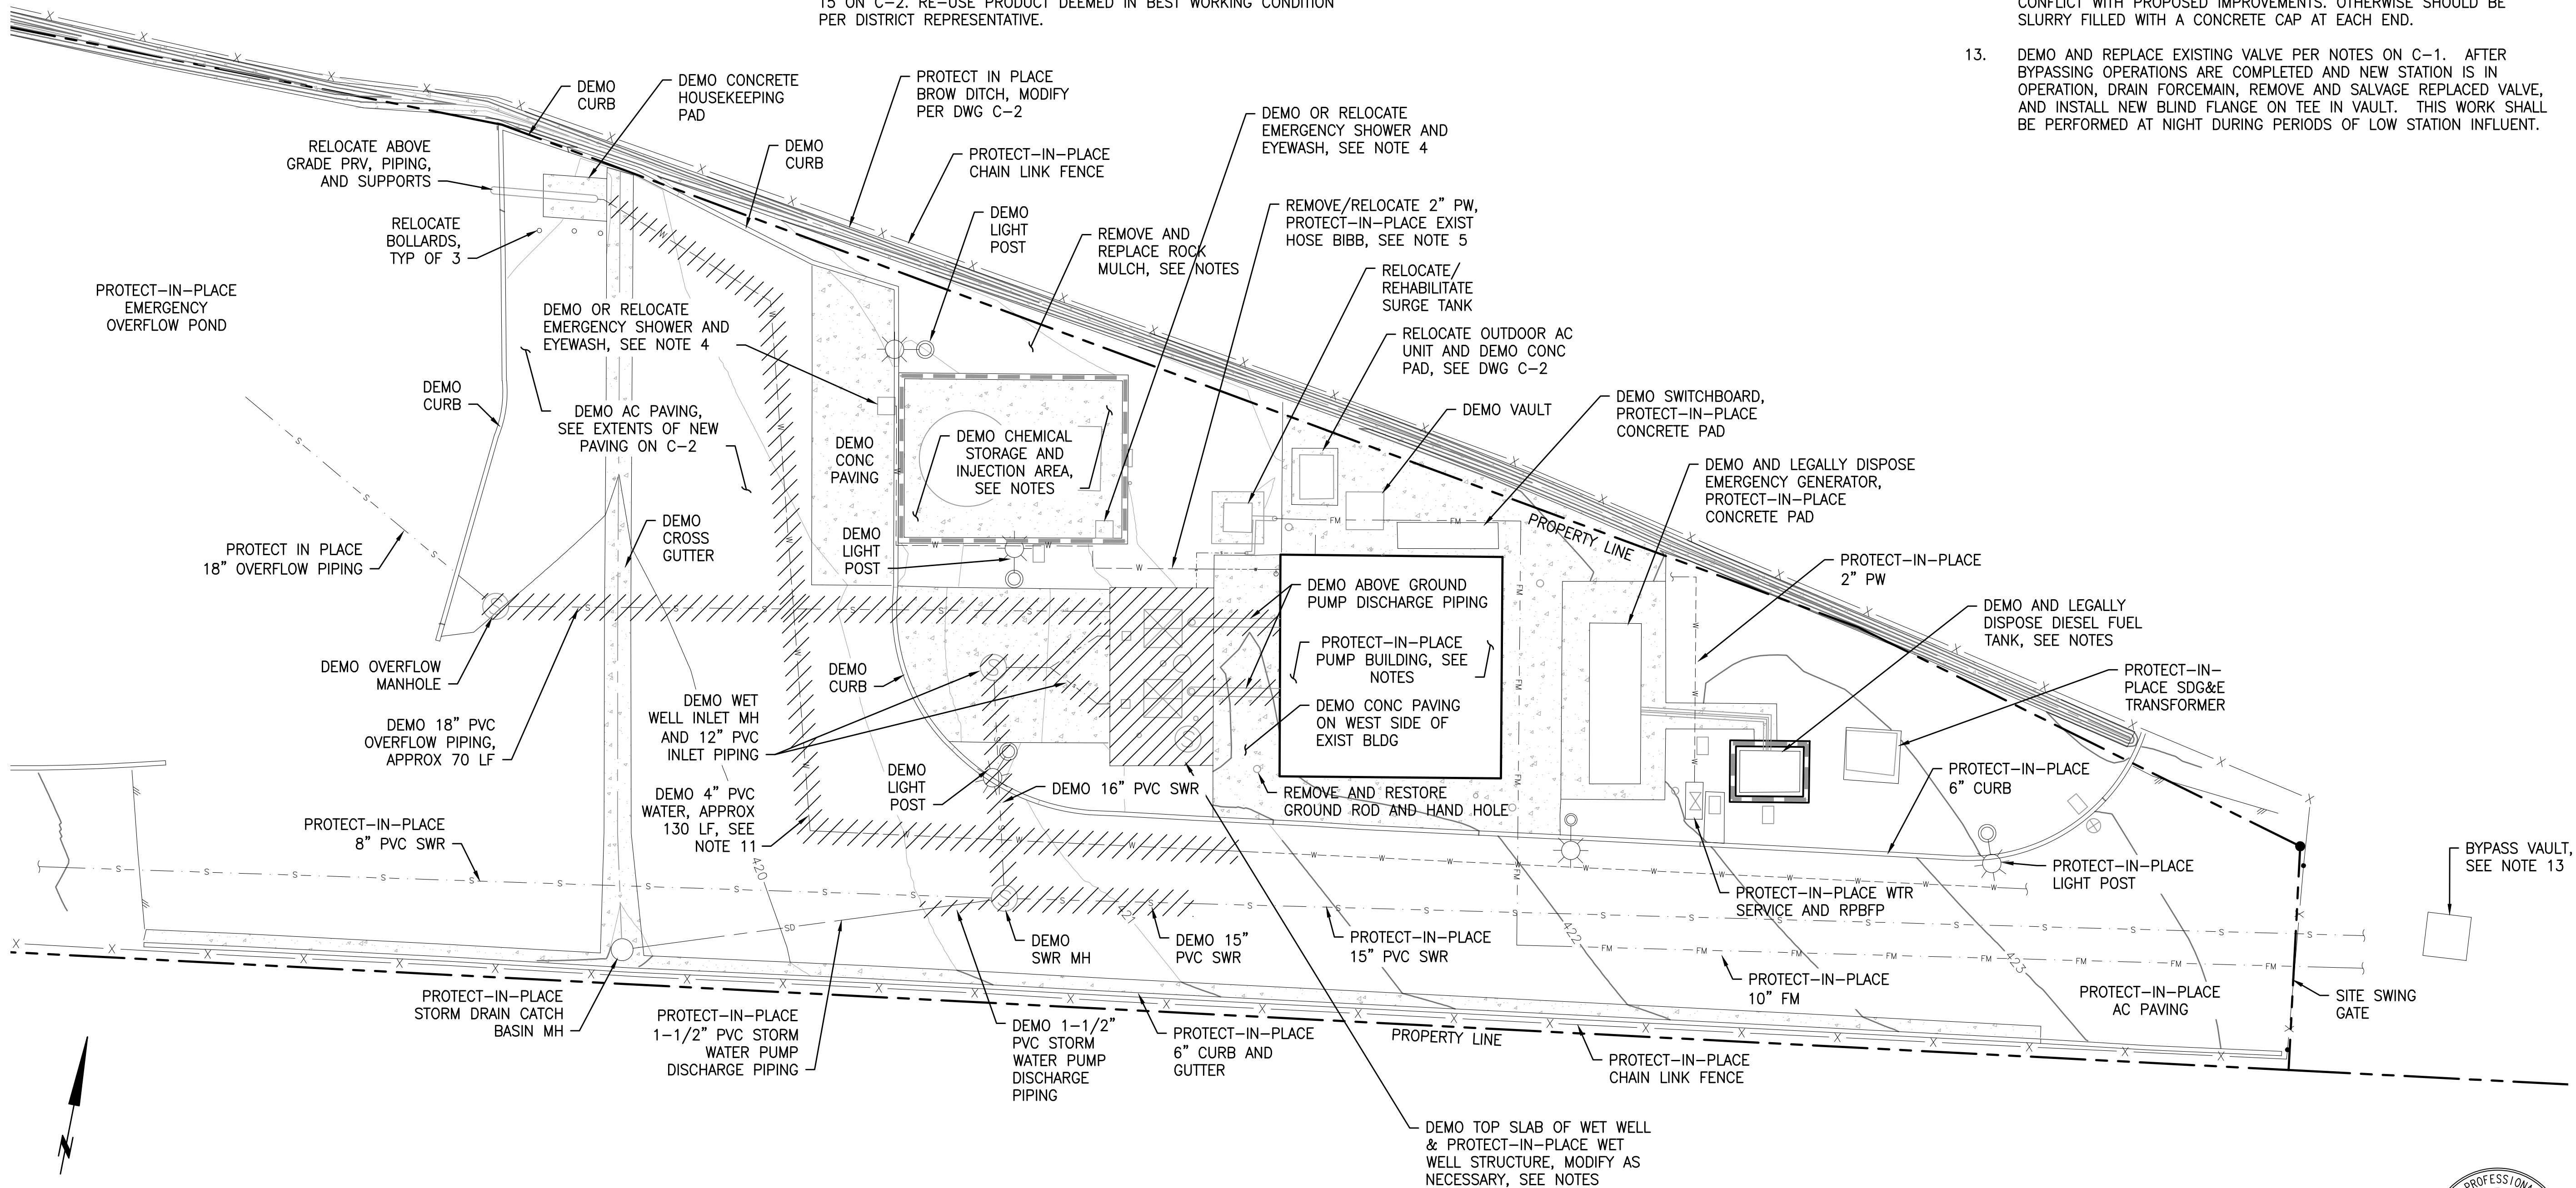 15 ON C-2. RE-USE PRODUCT DEEMED IN BEST WORKING CONDITION
PER DISTRICT REPRESENTATIVE.
CONFLICT WITH PROPOSED IMPROVEMENTS. OTHERWISE SHOULD BE
SLURRY FILLED WITH A CONCRETE CAP AT EACH END.
13. DEMO AND REPLACE EXISTING VALVE PER NOTES ON C-1. AFTER
BYPASSING OPERATIONS ARE COMPLETED AND NEW STATION IS IN
OPERATION, DRAIN FORCEMAIN, REMOVE AND SALVAGE REPLACED VALVE,
AND INSTALL NEW BLIND FLANGE ON TEE IN VAULT. THIS WORK SHALL
BE PERFORMED AT NIGHT DURING PERIODS OF LOW STATION INFLUENT.
DEMO
CURB
DEMO CONCRETE
HOUSEKEEPING
PAD
PROTECT IN PLACE
BROW DITCH, MODIFY
PER DWG C-2
DEMO OR RELOCATE
EMERGENCY SHOWER AND
EYEWASH, SEE NOTE 4
RELOCATE ABOVE
GRADE PRV, PIPING,
AND SUPPORTS
DEMO
CURB
PROTECT-IN-PLACE
CHAIN LINK FENCE
RELOCATE
BOLLARDS,
TYP OF 3
DEMO
LIGHT
POST
REMOVE AND
REPLACE ROCK
MULCH, SEE NOTES
REMOVE/RELOCATE 2" PW,
PROTECT-IN-PLACE EXIST
HOSE BIBB, SEE NOTE 5
RELOCATE/
REHABILITATE
SURGE TANK
PROTECT-IN-PLACE
EMERGENCY
OVERFLOW POND
DEMO OR RELOCATE
EMERGENCY SHOWER AND
EYEWASH, SEE NOTE 4
RELOCATE OUTDOOR AC
UNIT AND DEMO CONC
PAD, SEE DWG C-2
DEMO
CURB
DEMO AC PAVING,
SEE EXTENTS OF NEW
PAVING ON C-2
DEMO
CONC
PAVING
DEMO CHEMICAL
STORAGE AND
INJECTION AREA,
SEE NOTES
DEMO VAULT
DEMO SWITCHBOARD,
PROTECT-IN-PLACE
CONCRETE PAD
DEMO AND LEGALLY DISPOSE
EMERGENCY GENERATOR,
PROTECT-IN-PLACE
CONCRETE PAD
PROPERTY LINE
PROTECT IN PLACE
18" OVERFLOW PIPING
DEMO
CROSS
GUTTER
DEMO
LIGHT
POST
PROTECT-IN-PLACE
2" PW
DEMO ABOVE GROUND
PUMP DISCHARGE PIPING
DEMO AND LEGALLY
DISPOSE DIESEL FUEL
TANK, SEE NOTES
PROTECT-IN-PLACE
PUMP BUILDING, SEE
NOTES
PROTECT-IN-
PLACE SDG&E
TRANSFORMER
DEMO OVERFLOW
MANHOLE
DEMO
CURB
DEMO WET
WELL INLET MH
AND 12" PVC
INLET PIPING
DEMO CONC PAVING
ON WEST SIDE OF
EXIST BLDG
DEMO 18" PVC
OVERFLOW PIPING,
APPROX 70 LF
DEMO
LIGHT
POST
DEMO 16" PVC SWR
REMOVE AND RESTORE
GROUND ROD AND HAND HOLE
PROTECT-IN-PLACE
6" CURB
DEMO 4" PVC
WATER, APPROX
130 LF, SEE
NOTE 11
PROTECT-IN-PLACE
8" PVC SWR
420
PROTECT-IN-PLACE
LIGHT POST
BYPASS VAULT,
SEE NOTE 13
PROTECT-IN-PLACE WTR
SERVICE AND RPBFP
21
422
423
DEMO
SWR MH
DEMO 15"
PVC SWR
PROTECT-IN-PLACE
15" PVC SWR
PROTECT-IN-PLACE
10" FM
PROTECT-IN-PLACE
AC PAVING
SITE SWING
GATE
PROTECT-IN-PLACE
STORM DRAIN CATCH
BASIN MH
PROTECT-IN-PLACE
1-1/2" PVC STORM
WATER PUMP
DISCHARGE PIPING
DEMO 1-1/2"
PVC STORM
WATER PUMP
DISCHARGE
PIPING
PROTECT-IN-PLACE
6" CURB AND
GUTTER
PROPERTY LINE
PROTECT-IN-PLACE
CHAIN LINK FENCE
DEMO TOP SLAB OF WET WELL
& PROTECT-IN-PLACE WET
WELL STRUCTURE, MODIFY AS
NECESSARY, SEE NOTES
N
PROFESSIONA